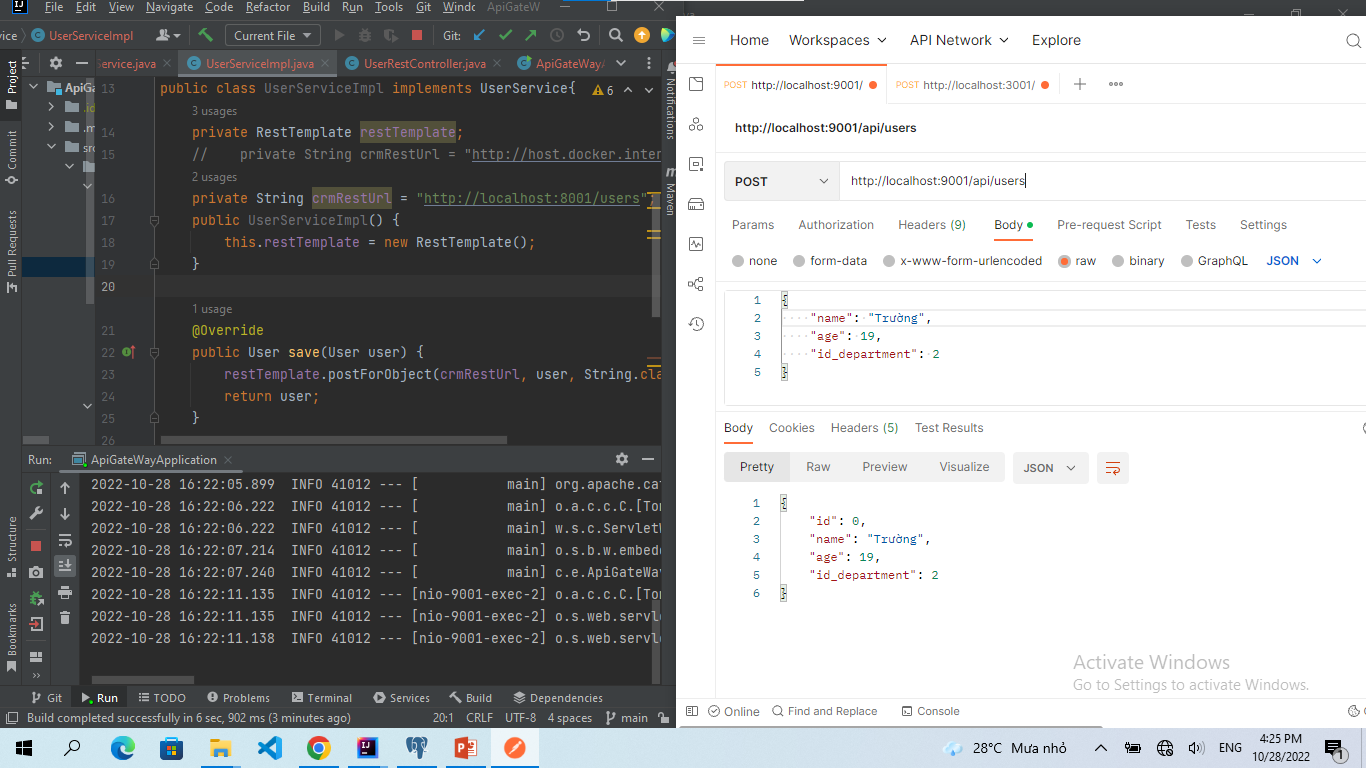 File Edit View Navigate Code Refactor Build Run Tools Git ApiGateW
UserServiceImpl
Current File
Git:
Project
Commit
Pull Requests
Structure
Bookmarks
UserServiceImpl.java
UserRestController.java
Notifications
Maven
13 public class UserServiceImpl implements UserService{
6
3 usages
14 private RestTemplate restTemplate;
15 // private String crmRestUrl = "http://host.docker.inter
2 usages
16 private String crmRestUrl = "http://localhost:8001/users";
17 public UserServiceImpl() {
18 this.restTemplate = new RestTemplate();
19 }
20
1 usage
21 @Override
22 public User save(User user) {
23 restTemplate.postForObject(crmRestUrl, user, String.cla
24 return user;
25 }
26
Run: ApiGateWayApplication
2022-10-28 16:22:05.899 INFO 41012 --- [ main] org.apache.cat
2022-10-28 16:22:06.222 INFO 41012 --- [ main] o.a.c.c.C.[Tom
2022-10-28 16:22:06.222 INFO 41012 --- [ main] w.s.c.ServletW
2022-10-28 16:22:07.214 INFO 41012 --- [ main] o.s.b.w.embedd
2022-10-28 16:22:07.240 INFO 41012 --- [ main] c.e.ApiGateWay
2022-10-28 16:22:11.135 INFO 41012 --- [nio-9001-exec-2] o.a.c.c.C.[Tom
2022-10-28 16:22:11.135 INFO 41012 --- [nio-9001-exec-2] o.s.web.servle
2022-10-28 16:22:11.138 INFO 41012 --- [nio-9001-exec-2] o.s.web.servle
Git Run TODO Problems Terminal Services Build Dependencies
Build completed successfully in 6 sec, 902 ms (3 minutes ago) 20:1 CRLF UTF-8 4 spaces main
Home Workspaces API Network Explore
POST http://localhost:9001/ POST http://localhost:3001/
http://localhost:9001/api/users
POST http://localhost:9001/api/users
Params Authorization Headers (9) Body Pre-request Script Tests Settings
none form-data x-www-form-urlencoded raw binary GraphQL JSON
1 {
2 "name": "Trường",
3 "age": 19,
4 "id_department": 2
5 }
Body Cookies Headers (5) Test Results
Pretty Raw Preview Visualize JSON
1 {
2 "id": 0,
3 "name": "Trường",
4 "age": 19,
5 "id_department": 2
6 }
Activate Windows
Go to Settings to activate Windows.
Online Find and Replace Console
28°C Mưa nhỏ ENG 4:25 PM
10/28/2022
1